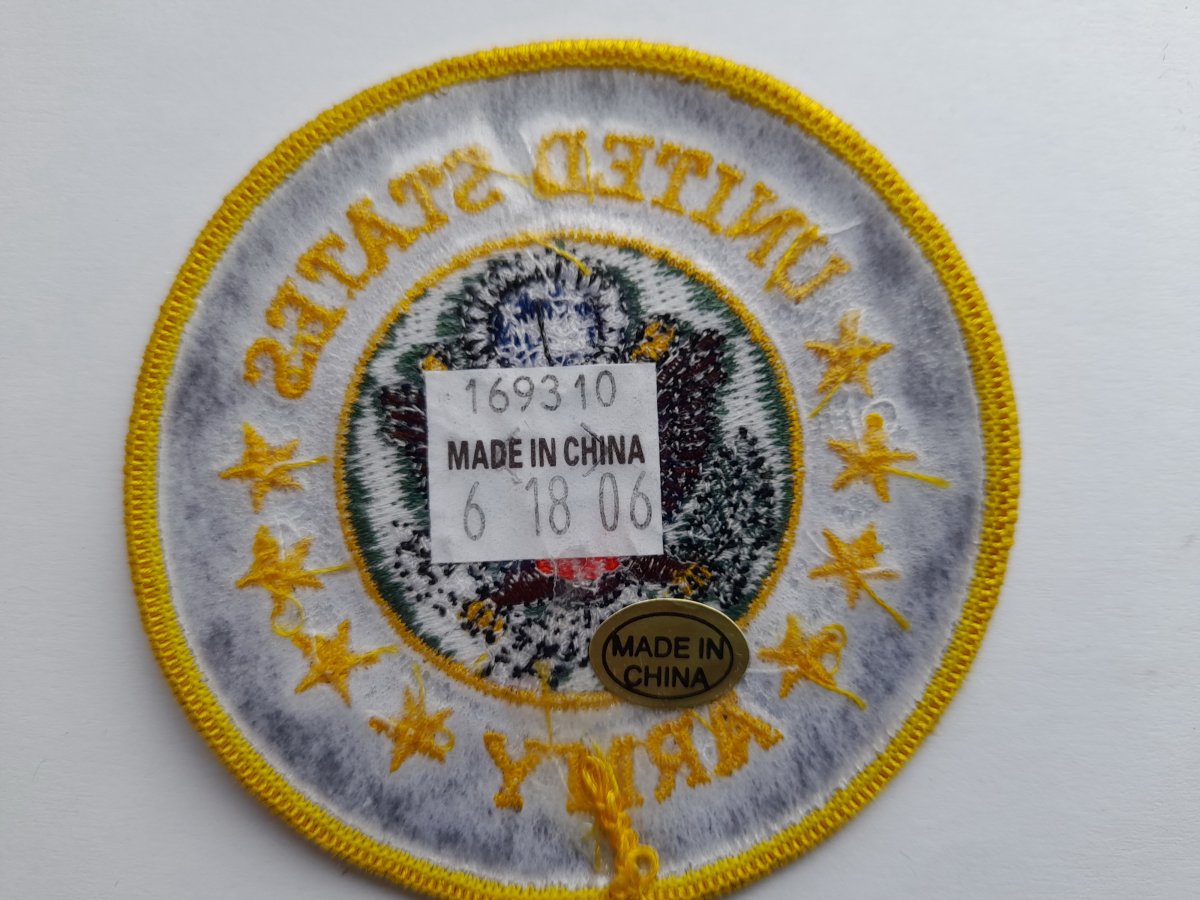 UNITED STATES
169310
MADE IN CHINA
6 18 06
MADE IN
CHINA
ARMY